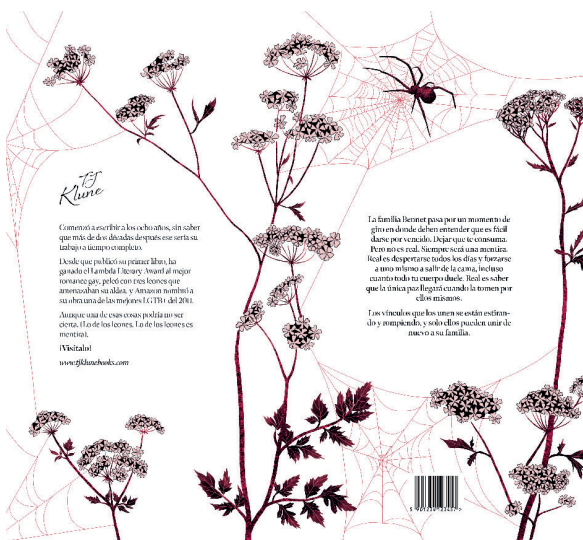 TJ
Klune
Comenzó a escribir a los ocho años, sin saber
que más de dos décadas después ese sería su
trabajo a tiempo completo.
Desde que publicó su primer libro, ha
ganado el Lambda Literary Award al mejor
romance gay, peleó con tres leones que
amenazaban su aldea, y Amazon nombró a
su obra una de las mejores LGTB+ del 2011.
Aunque una de esas cosas podría no ser
cierta. (Lo de los leones. Lo de los leones es
mentira).
¡Visítalo!
www.tjklunebooks.com
La familia Bennet pasa por un momento de
giro en donde deben entender que es fácil
darse por vencido. Dejar que te consuma.
Pero no es real. Siempre será una mentira.
Real es despertarse todos los días y forzarse
a uno mismo a salir de la cama, incluso
cuando todo tu cuerpo duele. Real es saber
que la única paz llegará cuando la tomen por
ellos mismos.
Los vínculos que los unen se están estiran-
do y rompiendo, y solo ellos pueden unir de
nuevo a su familia.